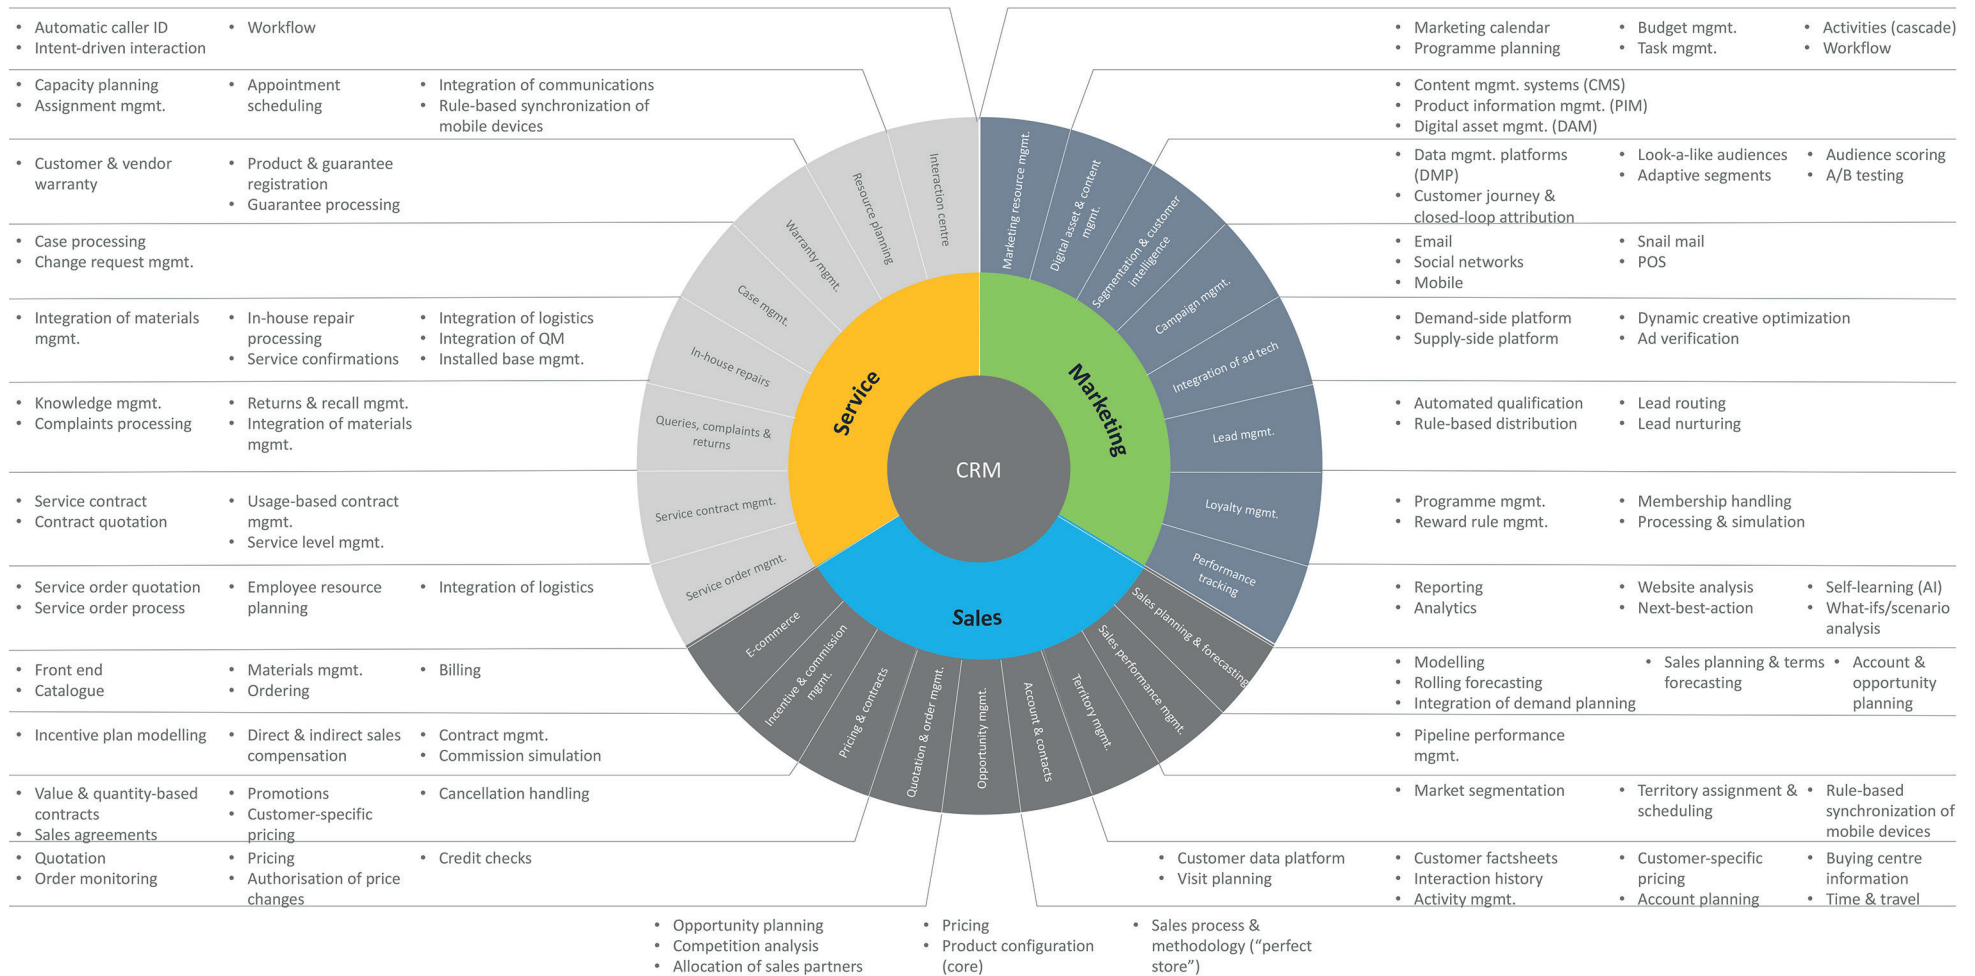 • Automatic caller ID
• Intent-driven interaction
• Workflow
• Capacity planning
• Assignment mgmt.
• Appointment
scheduling
• Integration of communications
• Rule-based synchronization of
mobile devices
• Customer & vendor
warranty
• Product & guarantee
registration
• Guarantee processing
• Case processing
• Change request mgmt.
• Integration of materials
mgmt.
• In-house repair
processing
• Service confirmations
• Integration of logistics
• Integration of QM
• Installed base mgmt.
• Knowledge mgmt.
• Complaints processing
• Returns & recall mgmt.
• Integration of materials
mgmt.
• Service contract
• Contract quotation
• Usage-based contract
mgmt.
• Service level mgmt.
• Service order quotation
• Service order process
• Employee resource
planning
• Integration of logistics
• Front end
• Catalogue
• Materials mgmt.
• Ordering
• Billing
• Incentive plan modelling
• Direct & indirect sales
compensation
• Contract mgmt.
• Commission simulation
• Value & quantity-based
contracts
• Sales agreements
• Promotions
• Customer-specific
pricing
• Cancellation handling
• Quotation
• Order monitoring
• Pricing
• Authorisation of price
changes
• Credit checks
Interaction centre
Resource planning
Warranty mgmt.
Case mgmt.
In-house repairs
Queries, complaints &
returns
Service contract mgmt.
Service order mgmt.
E-commerce
Incentive & commission
mgmt.
Pricing & contracts
Quotation & order mgmt.
Opportunity mgmt.
Account & contacts
Territory mgmt.
Sales performance mgmt.
Sales planning & forecasting
Marketing resource mgmt.
Digital asset & content
mgmt.
Segmentation & customer
intelligence
Campaign mgmt.
Integration of ad tech
Lead mgmt.
Loyalty mgmt.
Performance
tracking
Service
Marketing
Sales
CRM
• Marketing calendar
• Programme planning
• Budget mgmt.
• Task mgmt.
• Activities (cascade)
• Workflow
• Content mgmt. systems (CMS)
• Product information mgmt. (PIM)
• Digital asset mgmt. (DAM)
• Data mgmt. platforms
(DMP)
• Customer journey &
closed-loop attribution
• Look-a-like audiences
• Adaptive segments
• Audience scoring
• A/B testing
• Email
• Social networks
• Mobile
• Snail mail
• POS
• Demand-side platform
• Supply-side platform
• Dynamic creative optimization
• Ad verification
• Automated qualification
• Rule-based distribution
• Lead routing
• Lead nurturing
• Programme mgmt.
• Reward rule mgmt.
• Membership handling
• Processing & simulation
• Reporting
• Analytics
• Website analysis
• Next-best-action
• Self-learning (AI)
• What-ifs/scenario
analysis
• Modelling
• Rolling forecasting
• Integration of demand planning
• Sales planning & terms
forecasting
• Account &
opportunity
planning
• Pipeline performance
mgmt.
• Market segmentation
• Territory assignment &
scheduling
• Rule-based
synchronization of
mobile devices
• Customer data platform
• Visit planning
• Customer factsheets
• Interaction history
• Activity mgmt.
• Customer-specific
pricing
• Account planning
• Buying centre
information
• Time & travel
• Opportunity planning
• Competition analysis
• Allocation of sales partners
• Pricing
• Product configuration
(core)
• Sales process &
methodology (“perfect
store”)